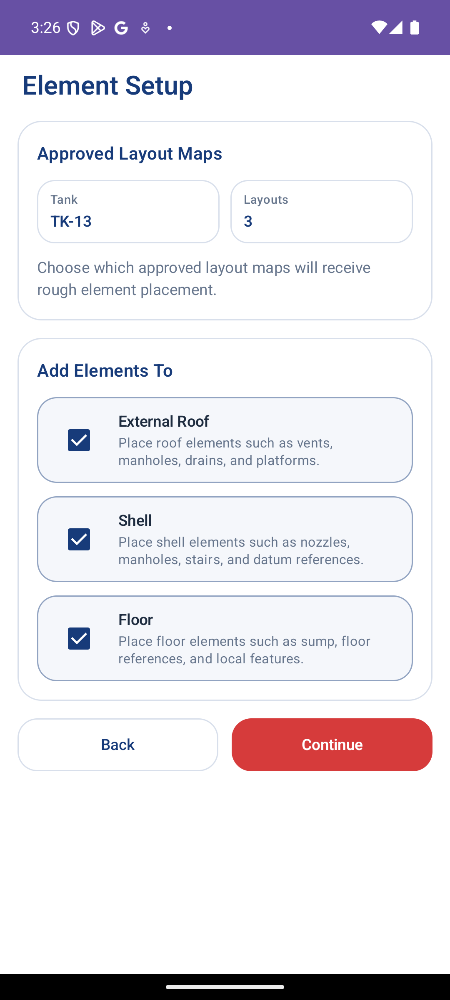 3:26
Element Setup
Approved Layout Maps
Tank
TK-13
Layouts
3
Choose which approved layout maps will receive
rough element placement.
Add Elements To
External Roof
Place roof elements such as vents,
manholes, drains, and platforms.
Shell
Place shell elements such as nozzles,
manholes, stairs, and datum references.
Floor
Place floor elements such as sump, floor
references, and local features.
Back
Continue